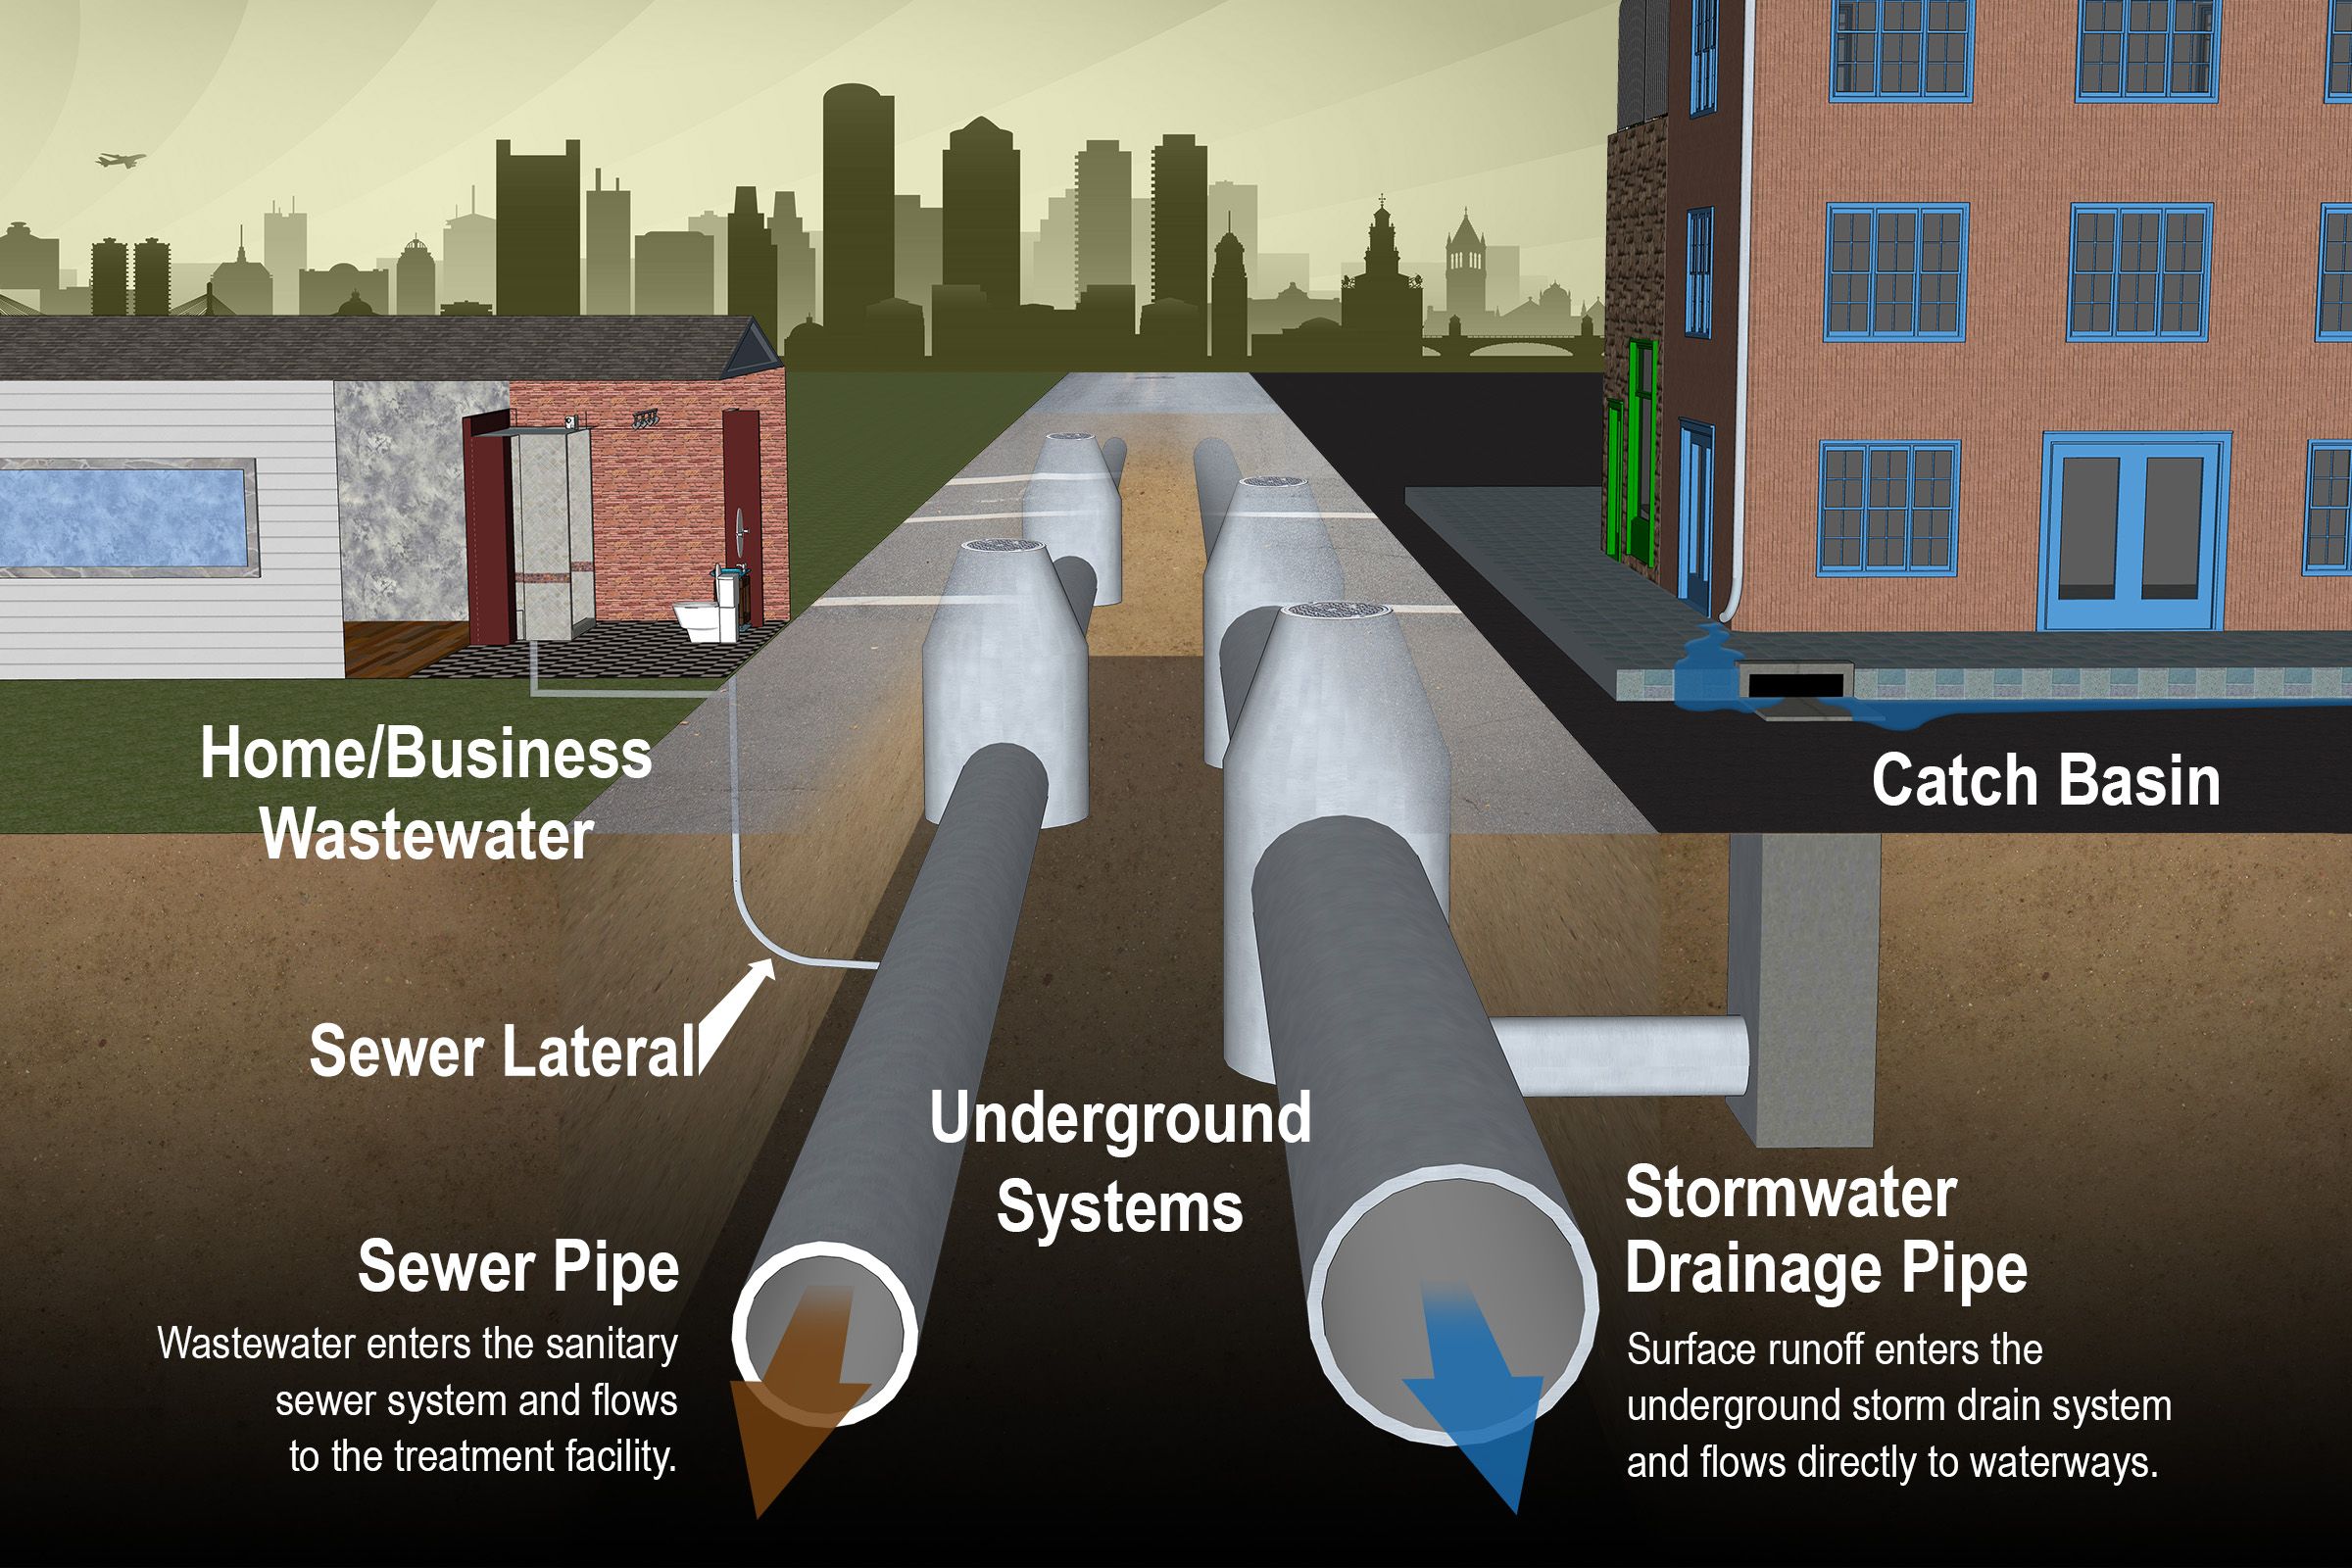 Home/Business
Wastewater
Catch Basin
Sewer Lateral
Underground
Systems
Sewer Pipe
Wastewater enters the sanitary
sewer system and flows
to the treatment facility.
Stormwater
Drainage Pipe
Surface runoff enters the
underground storm drain system
and flows directly to waterways.